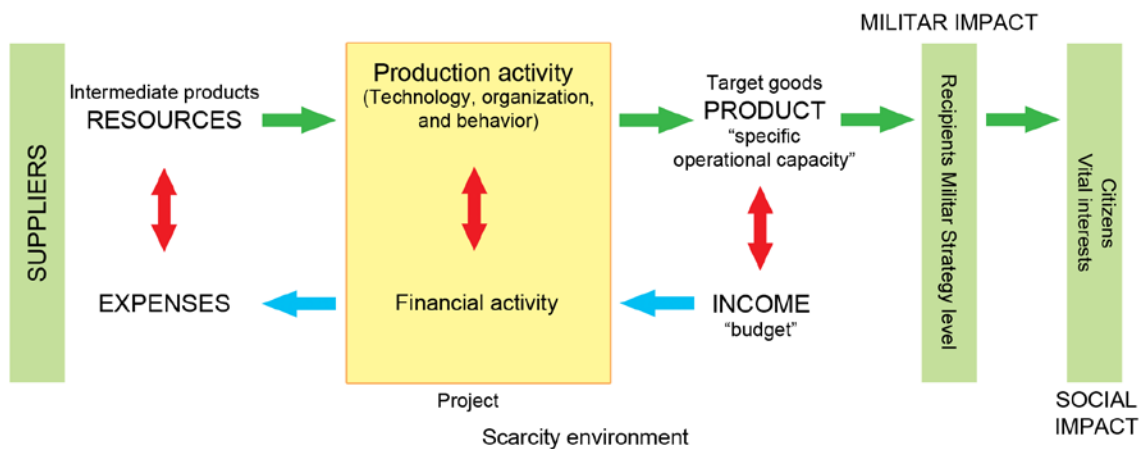 MILITAR IMPACT
SUPPLIERS
Intermediate products
RESOURCES
EXPENSES
Production activity
(Technology, organization,
and behavior)
Financial activity
Project
Scarcity environment
Target goods
PRODUCT
“specific
operational capacity”
INCOME
“budget”
Recipients Militar Strategy level
Citizens
Vital interests
SOCIAL
IMPACT